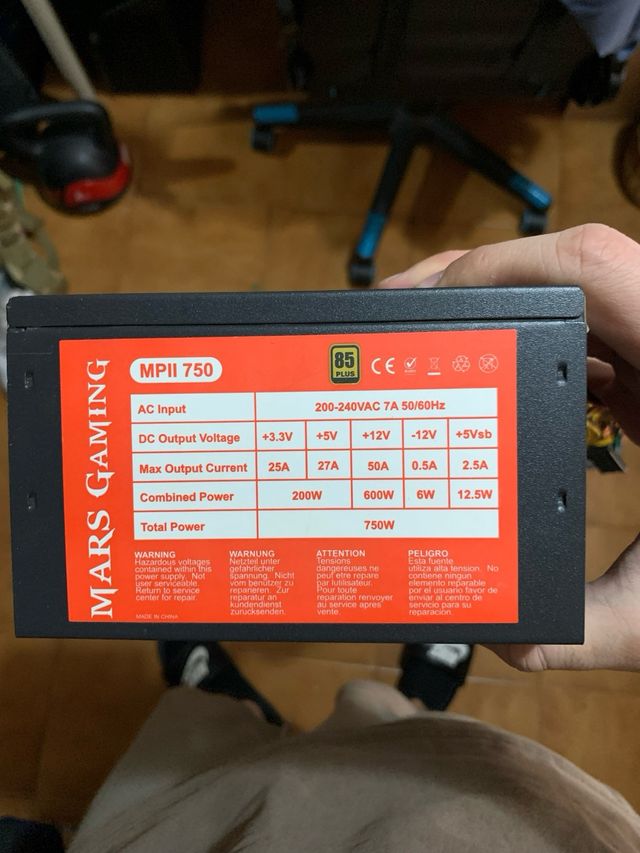 MARS GAMING
MPII 750
85
PLUS
CE
AC Input 200-240VAC 7A 50/60Hz
DC Output Voltage +3.3V +5V +12V -12V +5Vsb
Max Output Current 25A 27A 50A 0.5A 2.5A
Combined Power 200W 600W 6W 12.5W
Total Power 750W
WARNING
Hazardous voltages
contained within this
power supply. Not
user serviceable.
Return to service
center for repair.
WARNUNG
Netzteil unter
gefahrlicher
spannung. Nicht
vom benutzer zu
reparieren. Zur
reparatur an
kundendienst
zurucksenden.
ATTENTION
Tensions
dangereuses ne
peut etre repare
par l'utilisateur.
Pour toute
reparation renvoyer
au service apres
vente.
PELIGRO
Esta fuente
utiliza alta tension. No
contiene ningun
elemento reparable
por el usuario favor de
enviar al centro de
servicio para su
reparacion.
MADE IN CHINA